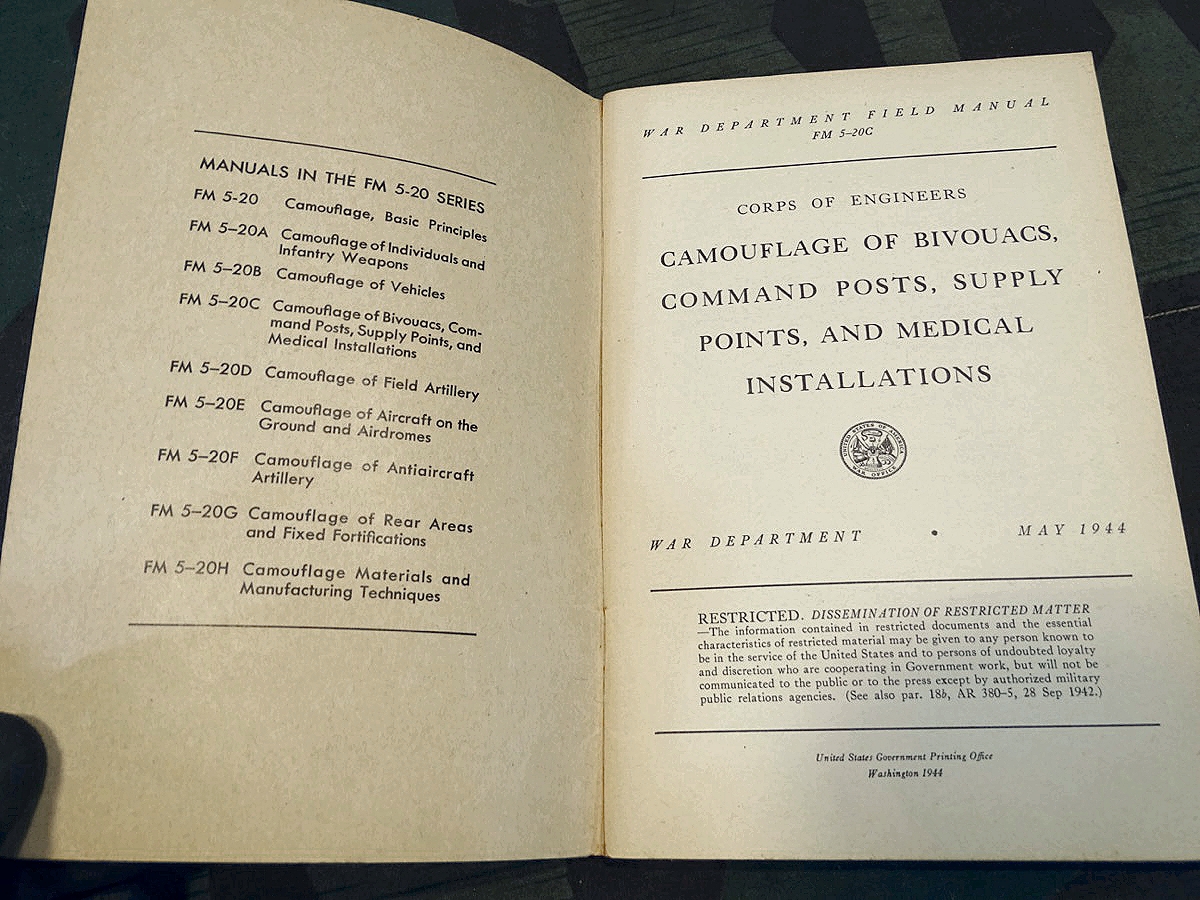 MANUALS IN THE FM 5-20 SERIES
FM 5-20 Camouflage, Basic Principles
FM 5-20A Camouflage of Individuals and
Infantry Weapons
FM 5-20B Camouflage of Vehicles
FM 5-20C Camouflage of Bivouacs, Com-
mand Posts, Supply Points, and
Medical Installations
FM 5-20D Camouflage of Field Artillery
FM 5-20E Camouflage of Aircraft on the
Ground and Airdromes
FM 5-20F Camouflage of Antiaircraft
Artillery
FM 5-20G Camouflage of Rear Areas
and Fixed Fortifications
FM 5-20H Camouflage Materials and
Manufacturing Techniques
WAR DEPARTMENT FIELD MANUAL
FM 5-20C
CORPS OF ENGINEERS
CAMOUFLAGE OF BIVOUACS,
COMMAND POSTS, SUPPLY
POINTS, AND MEDICAL
INSTALLATIONS
UNITED STATES OF AMERICA
WAR OFFICE
WAR DEPARTMENT • MAY 1944
RESTRICTED. DISSEMINATION OF RESTRICTED MATTER
—The information contained in restricted documents and the essential
characteristics of restricted material may be given to any person known to
be in the service of the United States and to persons of undoubted loyalty
and discretion who are cooperating in Government work, but will not be
communicated to the public or to the press except by authorized military
public relations agencies. (See also par. 18b, AR 380-5, 28 Sep 1942.)
United States Government Printing Office
Washington 1944